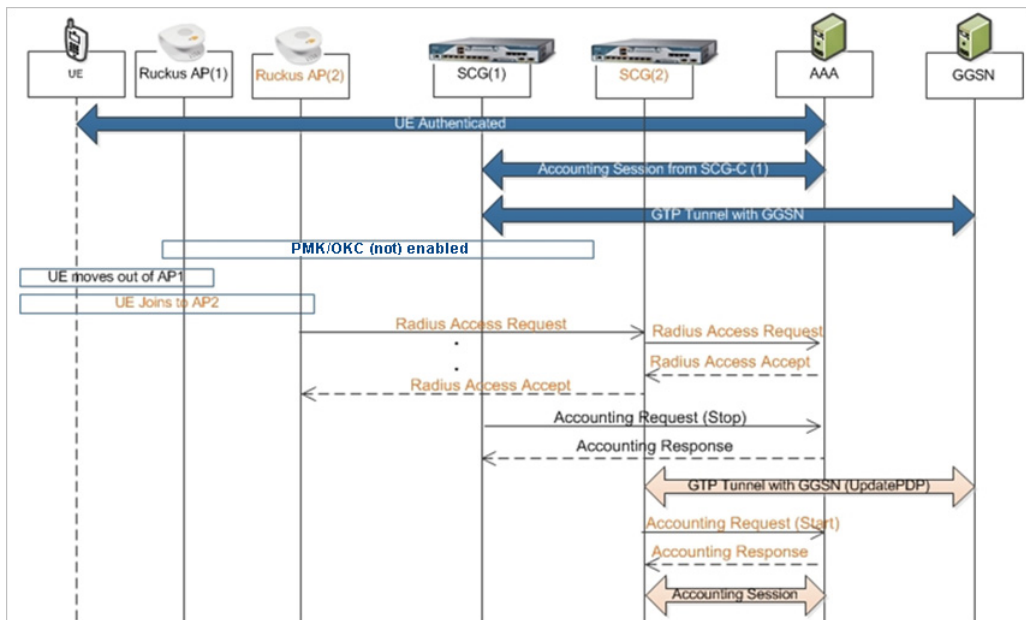 UE
Ruckus AP(1)
Ruckus AP(2)
SCG(1)
SCG(2)
AAA
GGSN
UE Authenticated
Accounting Session from SCG-C (1)
GTP Tunnel with GGSN
PMK/OKC (not) enabled
UE moves out of AP1
UE Joins to AP2
Radius Access Request
Radius Access Request
Radius Access Accept
Radius Access Accept
Accounting Request (Stop)
Accounting Response
GTP Tunnel with GGSN (UpdatePDP)
Accounting Request (Start)
Accounting Response
Accounting Session